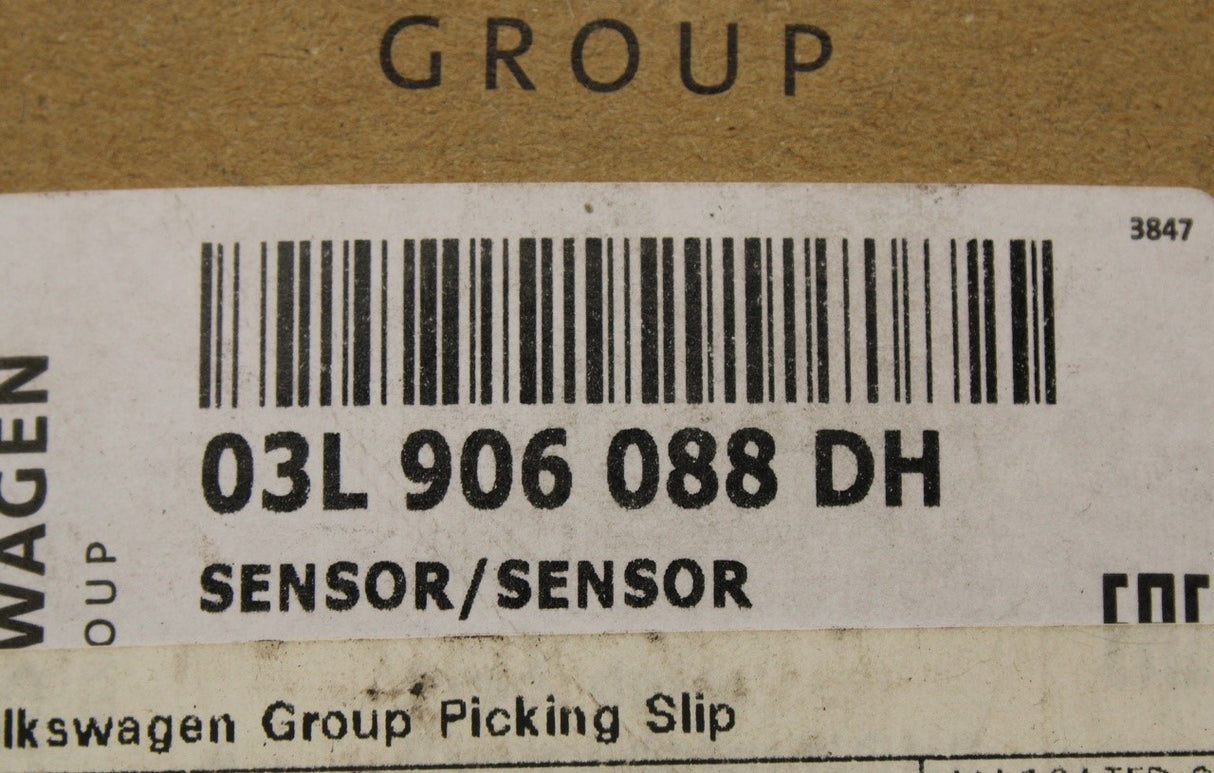 GROUP
3847
WAGEN
OUP
03L 906 088 DH
SENSOR/SENSOR
lkswagen Group Picking Slip